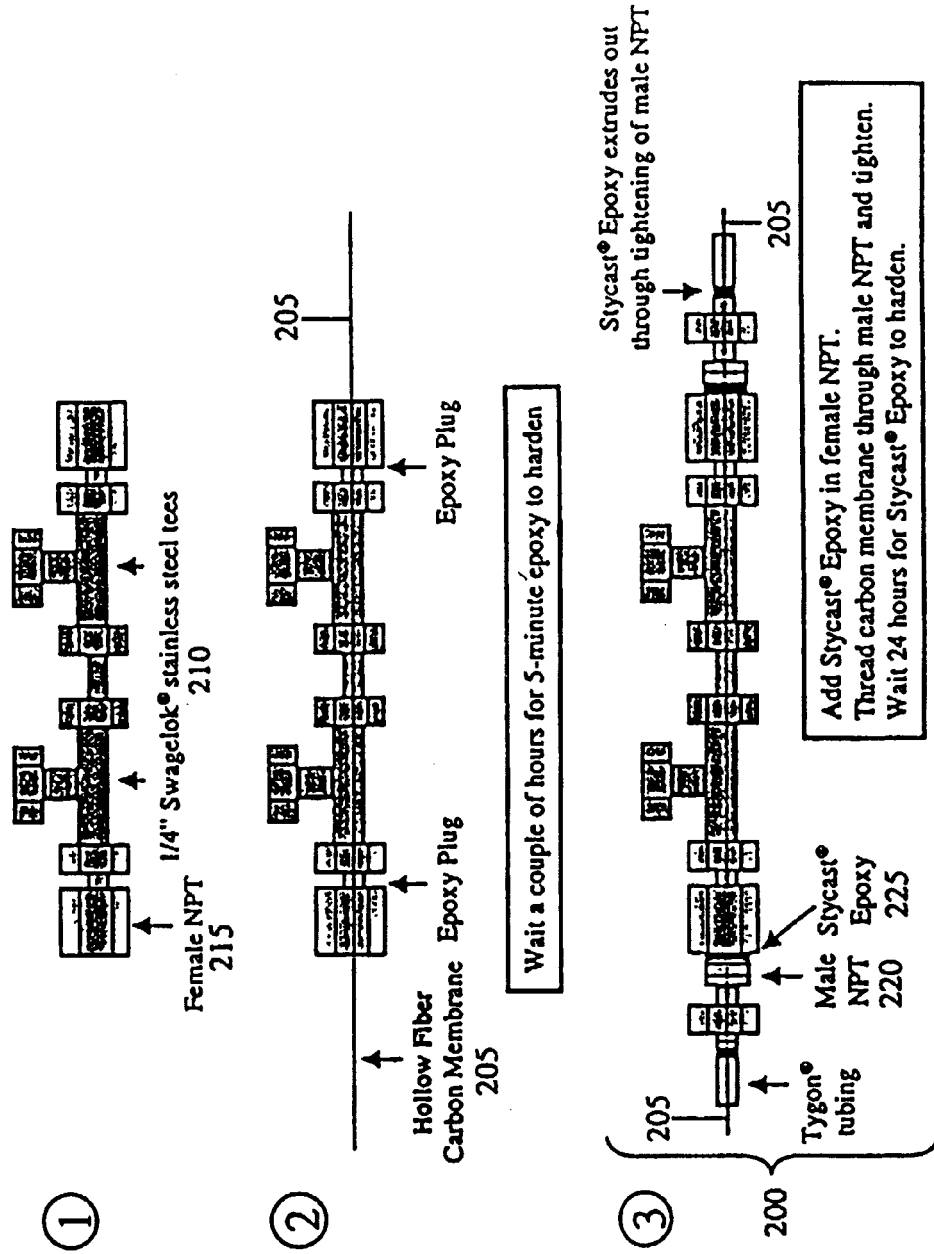 1
1/4" Swagelok® stainless steel tees
210
Female NPT
215
2
205
Hollow Fiber
Carbon Membrane
205
Epoxy Plug
Epoxy Plug
Wait a couple of hours for 5-minute epoxy to harden
3
Stycast® Epoxy extrudes out
through tightening of male NPT
205
205
Tygon®
tubing
Male
NPT
220
Stycast®
Epoxy
225
200
Add Stycast® Epoxy in female NPT.
Thread carbon membrane through male NPT and tighten.
Wait 24 hours for Stycast® Epoxy to harden.